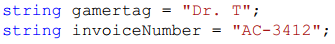 string gamertag = "Dr. T";
string invoiceNumber = "AC-3412";